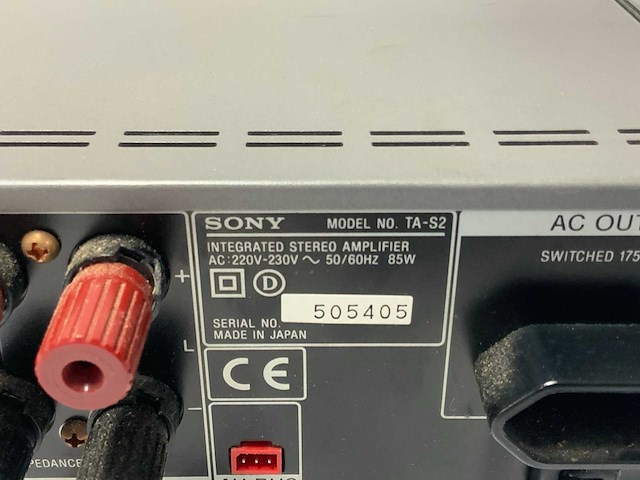 SONY MODEL NO. TA-S2
INTEGRATED STEREO AMPLIFIER
AC:220V-230V ~ 50/60Hz 85W
D
505405
SERIAL NO.
MADE IN JAPAN
CE
AC OUT
SWITCHED 175
+
L
−
PEDANCE